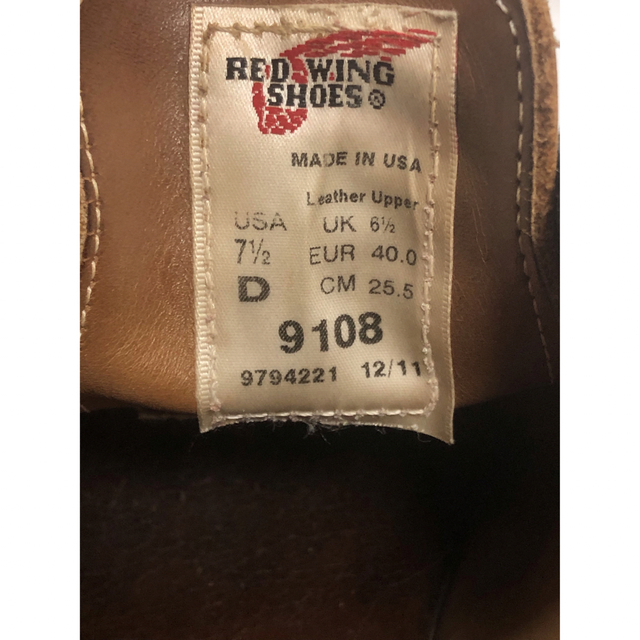 RED WING
SHOES®
MADE IN USA
Leather Upper
USA UK 6½
7½ EUR 40.0
D CM 25.5
9108
9794221 12/11